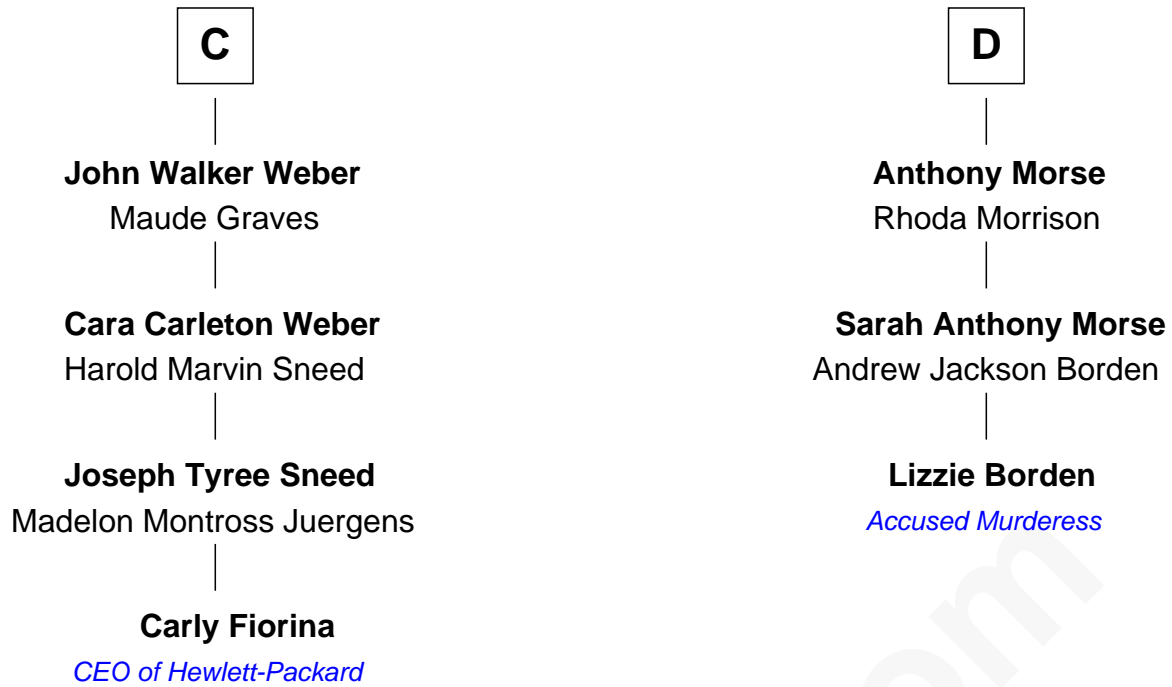 C
John Walker Weber
Maude Graves
Cara Carleton Weber
Harold Marvin Sneed
Joseph Tyree Sneed
Madelon Montross Juergens
Carly Fiorina
CEO of Hewlett-Packard
D
Anthony Morse
Rhoda Morrison
Sarah Anthony Morse
Andrew Jackson Borden
Lizzie Borden
Accused Murderess
om